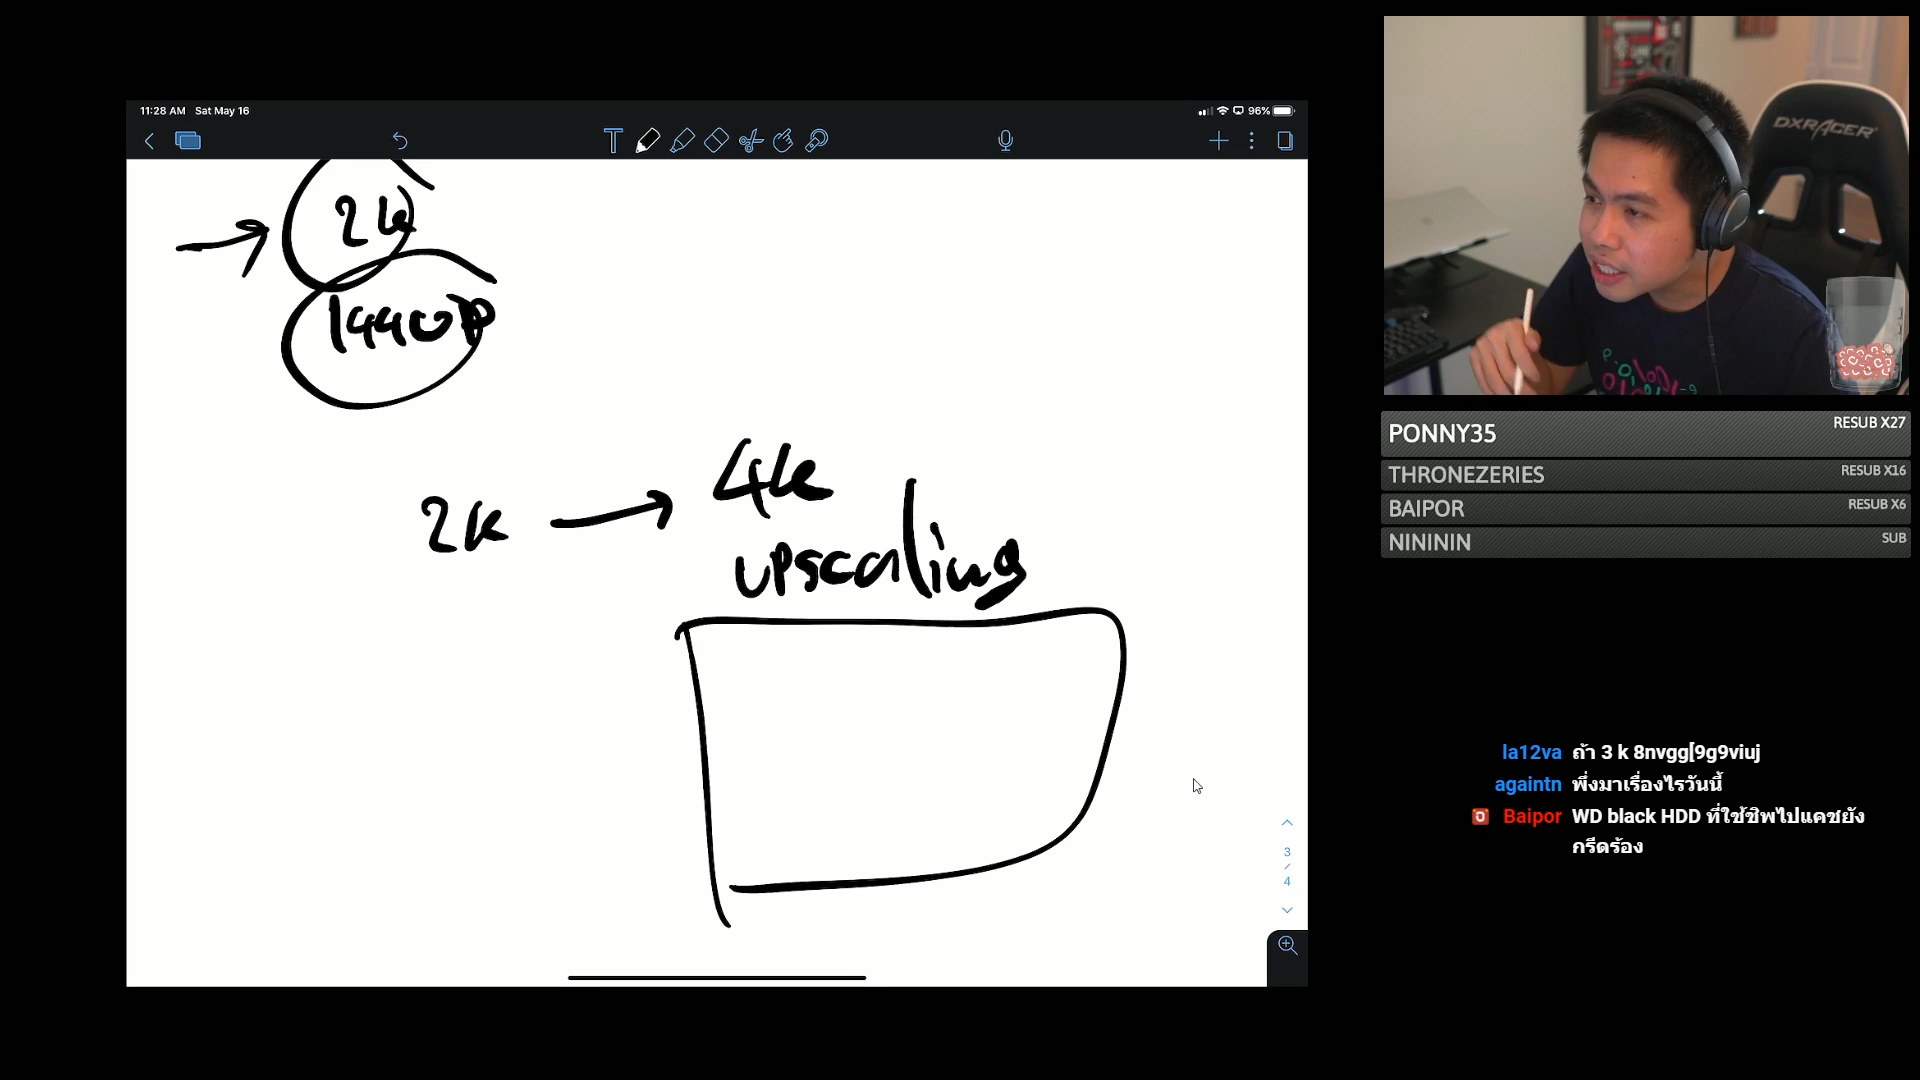 11:28 AM Sat May 16
96%
2k
1440P
2k → 4k
upscaling
3
/
4
DXRACER
PONNY35 RESUB X27
THRONEZERIES RESUB X16
BAIPOR RESUB X6
NINININ SUB
la12va ถ้า 3 k 8nvgg[9g9viuj
againtn พึ่งมาเรื่องไรวันนี้
Baipor WD black HDD ที่ใช้ชิพไปแคชยัง
กรีดร้อง